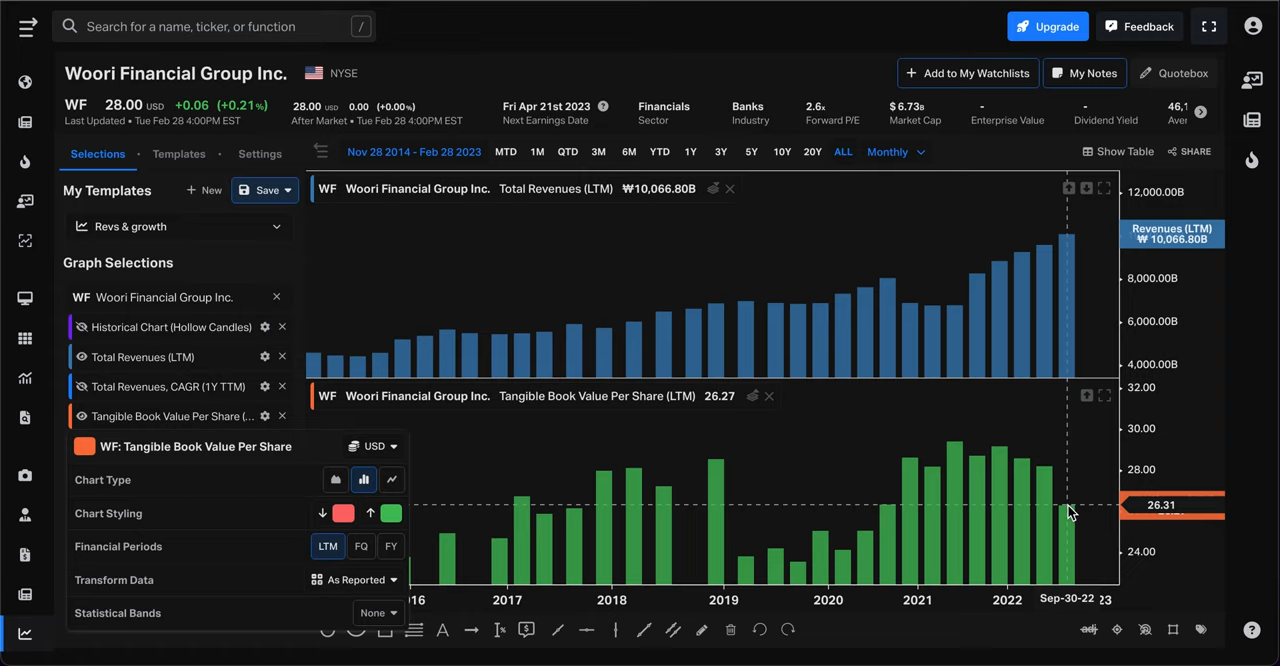 Search for a name, ticker, or function /
Upgrade
Feedback
Woori Financial Group Inc. NYSE
+ Add to My Watchlists
My Notes
Quotebox
WF 28.00 USD +0.06 (+0.21%)
Last Updated • Tue Feb 28 4:00PM EST
28.00 USD 0.00 (+0.00%)
After Market • Tue Feb 28 4:00PM EST
Fri Apr 21st 2023 ?
Next Earnings Date
Financials
Sector
Banks
Industry
2.6x
Forward P/E
$ 6.73B
Market Cap
-
Enterprise Value
-
Dividend Yield
46,1
Aver
Selections • Templates • Settings
Nov 28 2014 - Feb 28 2023 MTD 1M QTD 3M 6M YTD 1Y 3Y 5Y 10Y 20Y ALL Monthly
Show Table SHARE
My Templates + New Save
Revs & growth
Graph Selections
WF Woori Financial Group Inc.
Historical Chart (Hollow Candles)
Total Revenues (LTM)
Total Revenues, CAGR (1Y TTM)
Tangible Book Value Per Share (...
WF: Tangible Book Value Per Share USD
Chart Type
Chart Styling
Financial Periods LTM FQ FY
Transform Data As Reported
Statistical Bands None
WF Woori Financial Group Inc. Total Revenues (LTM) ₩10,066.80B
12,000.00B
Revenues (LTM)
₩ 10,066.80B
8,000.00B
6,000.00B
4,000.00B
WF Woori Financial Group Inc. Tangible Book Value Per Share (LTM) 26.27
32.00
30.00
28.00
26.31
24.00
16 2017 2018 2019 2020 2021 2022 Sep-30-22 23
A
adj
?